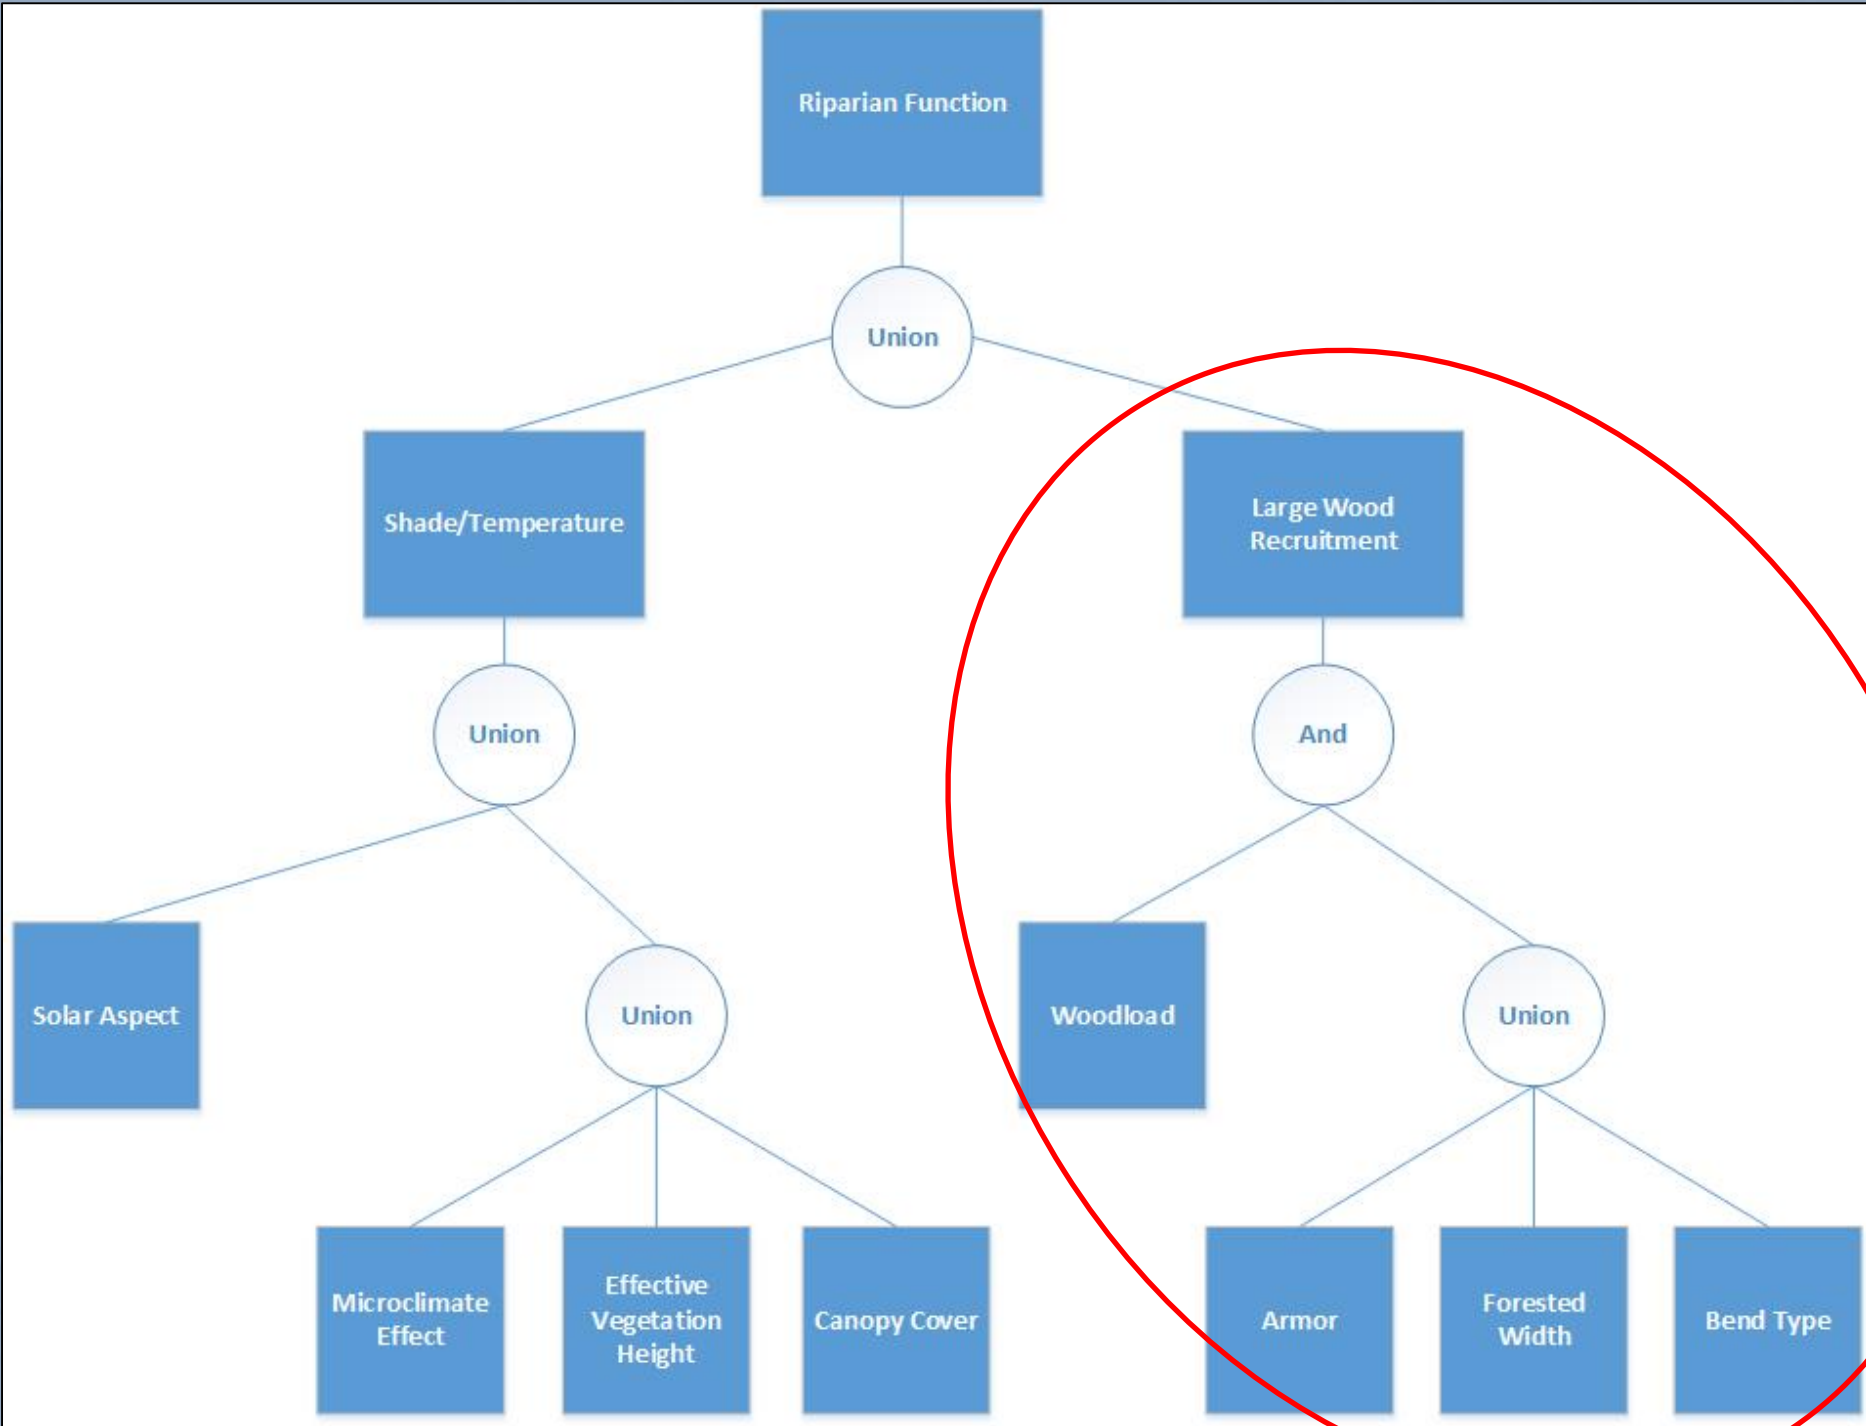 Riparian Function
Union
Shade/Temperature
Large Wood
Recruitment
Union
And
Solar Aspect
Union
Woodload
Union
Microclimate
Effect
Effective
Vegetation
Height
Canopy Cover
Armor
Forested
Width
Bend Type